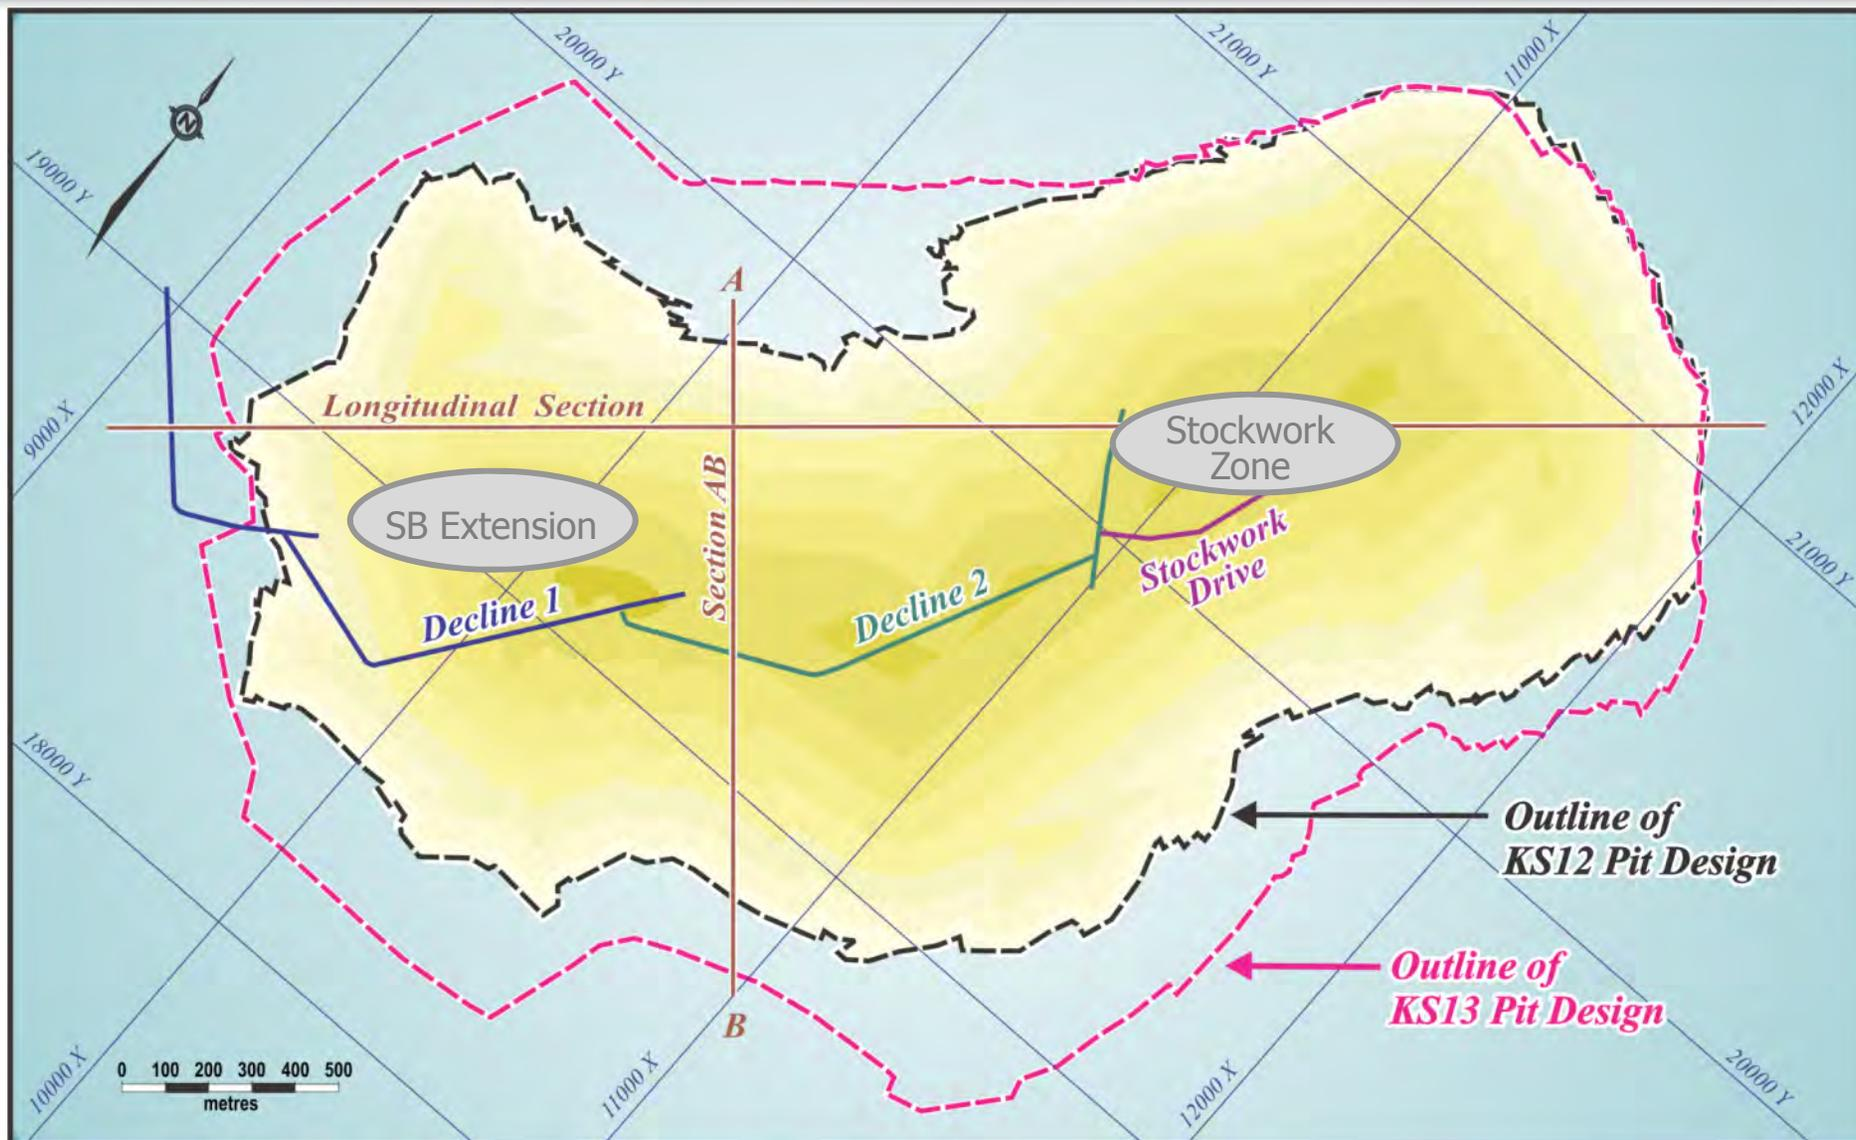 20000 Y
21000 Y
11000 X
N
19000 Y
A
12000 X
Longitudinal Section
9000 X
Stockwork
Zone
Section AB
SB Extension
Stockwork
Drive
21000 Y
Decline 1
Decline 2
18000 Y
Outline of
KS12 Pit Design
Outline of
KS13 Pit Design
B
0 100 200 300 400 500
metres
10000 X
11000 X
12000 X
20000 Y